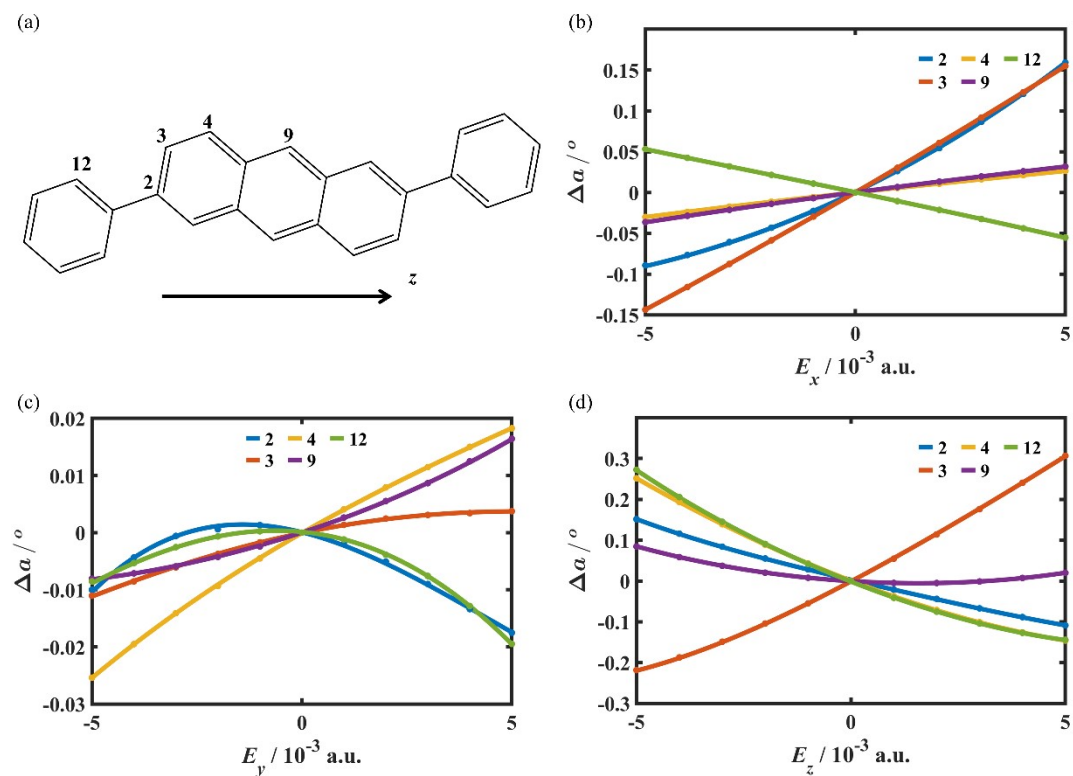 (a)
3
4
9
12
2
z
(b)
2 4 12
3 9
0.15
0.1
0.05
0
-0.05
-0.1
-0.15
Δa / °
-5 0 5
E_x / 10^-3 a.u.
(c)
2 4 12
3 9
0.02
0.01
0
-0.01
-0.02
-0.03
Δa / °
-5 0 5
E_y / 10^-3 a.u.
(d)
2 4 12
3 9
0.4
0.3
0.2
0.1
0
-0.1
-0.2
-0.3
Δa / °
-5 0 5
E_z / 10^-3 a.u.